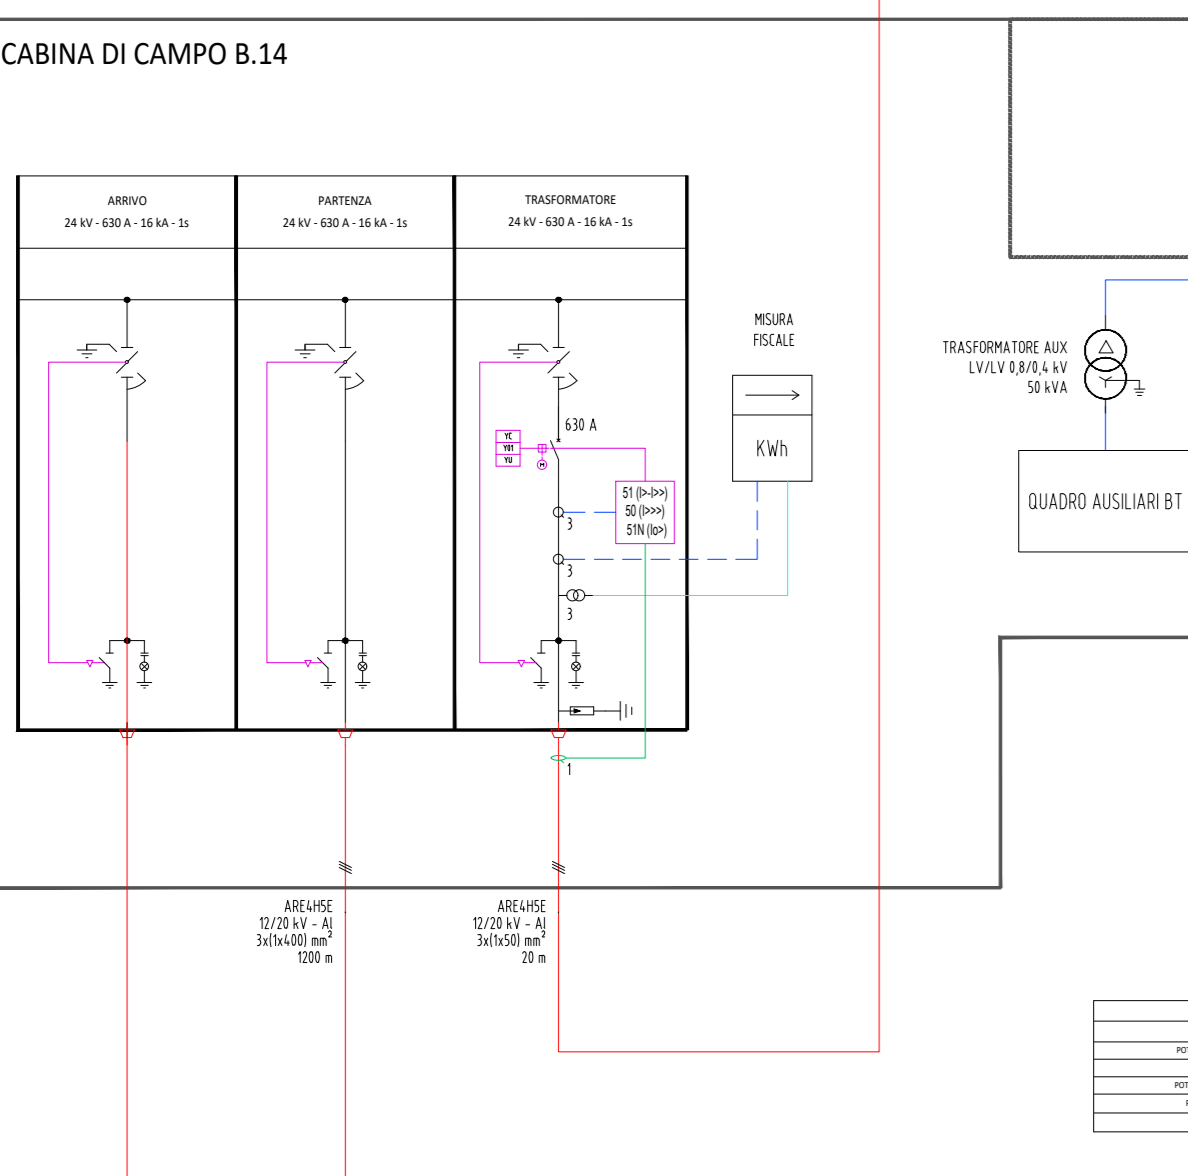 CABINA DI CAMPO B.14
ARRIVO
24 kV - 630 A - 16 kA - 1s
PARTENZA
24 kV - 630 A - 16 kA - 1s
TRASFORMATORE
24 kV - 630 A - 16 kA - 1s
MISURA
FISCALE
KWh
630 A
YC
Y01
YU
M
51 (I>-I>>)
50 (I>>>)
51N (Io>)
3
3
3
1
TRASFORMATORE AUX
LV/LV 0,8/0,4 kV
50 kVA
QUADRO AUSILIARI BT
ARE4H5E
12/20 kV - Al
3x(1x400) mm²
1200 m
ARE4H5E
12/20 kV - Al
3x(1x50) mm²
20 m